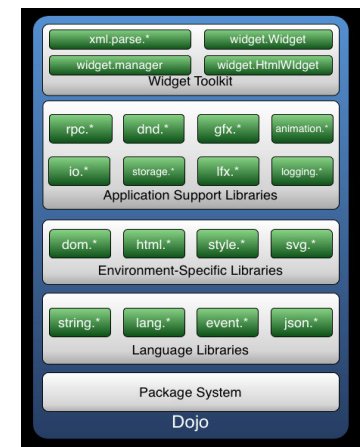 xml.parse.* widget.Widget
widget.manager widget.HtmlWIdget
Widget Toolkit
rpc.* dnd.* gfx.* animation.*
io.* storage.* lfx.* logging.*
Application Support Libraries
dom.* html.* style.* svg.*
Environment-Specific Libraries
string.* lang.* event.* json.*
Language Libraries
Package System
Dojo